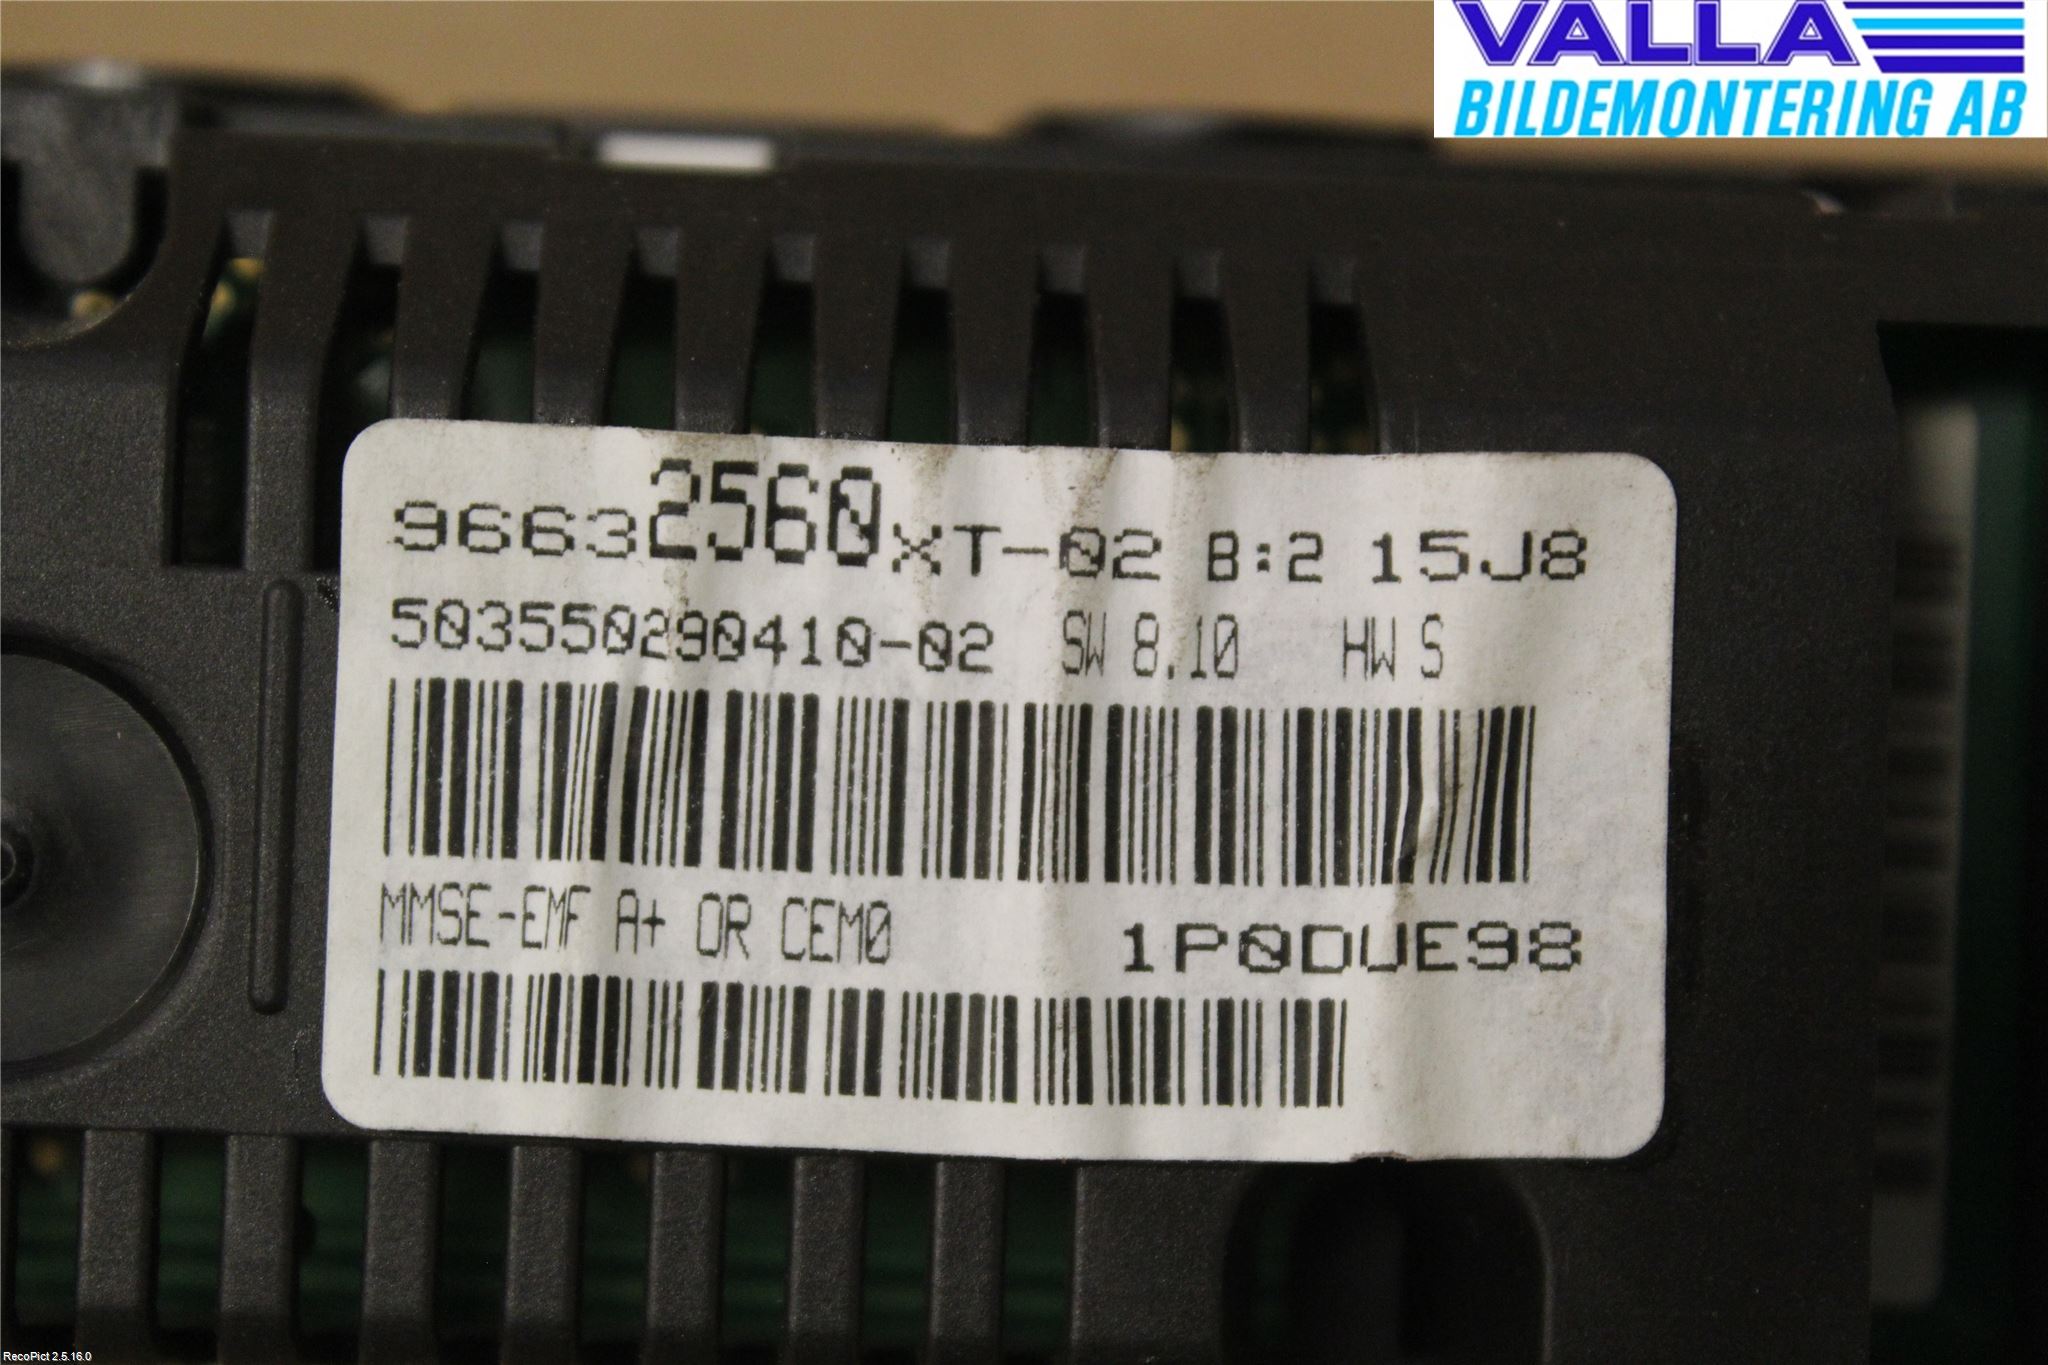 VALLA
BILDEMONTERING AB
96632560XT-02 B:2 15J8
503550290410-02 SW 8.10 HW S
MMSE-EMF A+ OR CEM0 1P0DUE98
RecoPict 2.5.16.0